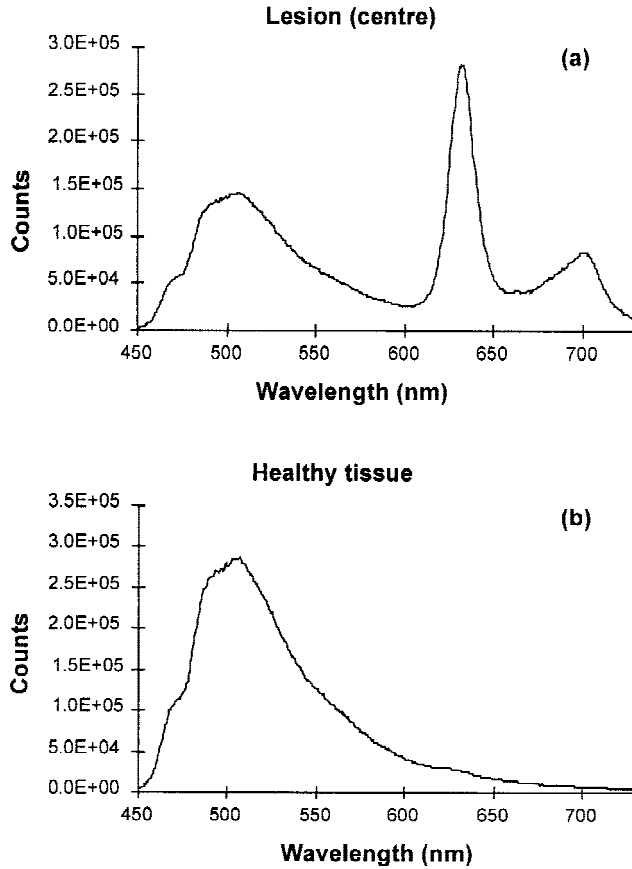 Lesion (centre)
(a)
3.0E+05
2.5E+05
2.0E+05
1.5E+05
1.0E+05
5.0E+04
0.0E+00
Counts
450 500 550 600 650 700
Wavelength (nm)
Healthy tissue
(b)
3.5E+05
3.0E+05
2.5E+05
2.0E+05
1.5E+05
1.0E+05
5.0E+04
0.0E+00
Counts
450 500 550 600 650 700
Wavelength (nm)